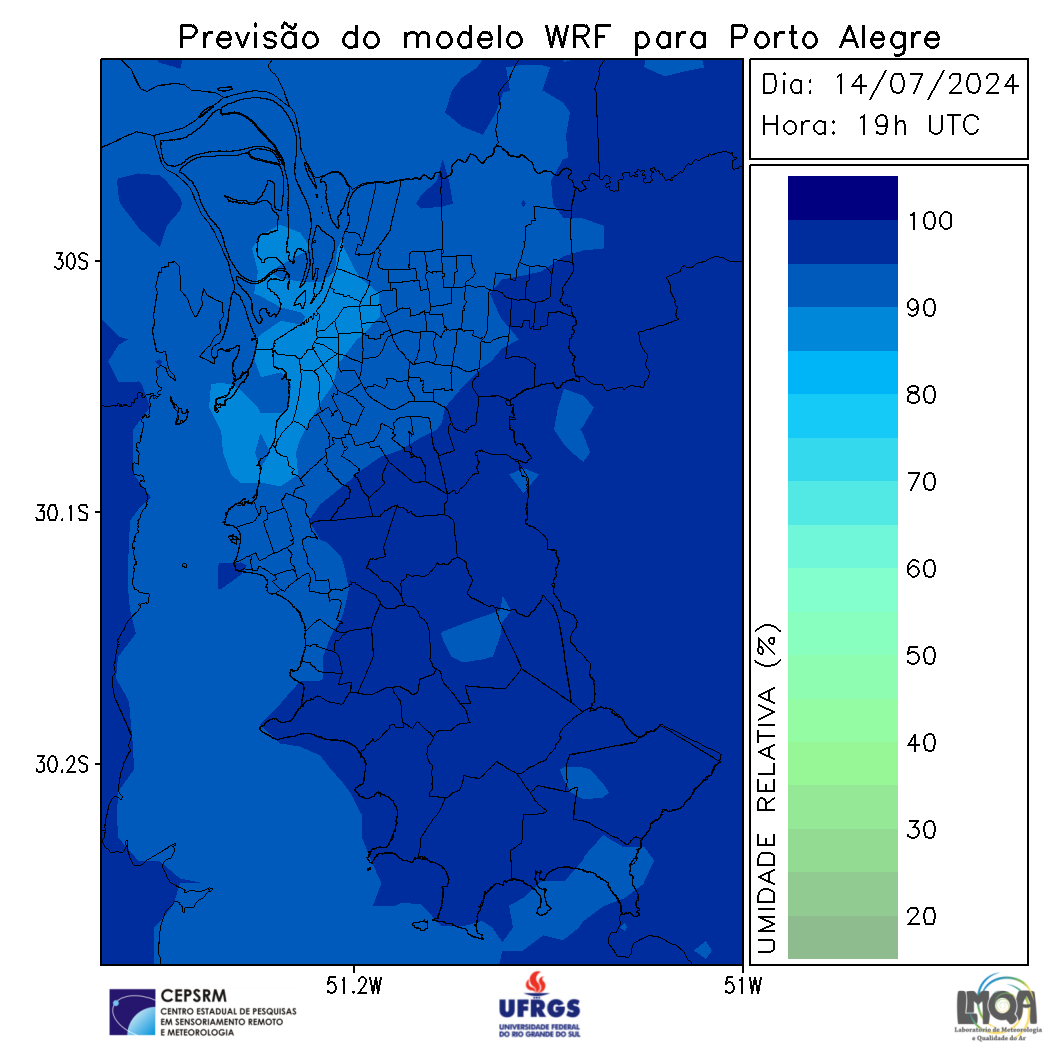 Previsão do modelo WRF para Porto Alegre
Dia: 14/07/2024
Hora: 19h UTC
100
90
80
70
60
50
40
30
20
UMIDADE RELATIVA (%)
30S
30.1S
30.2S
51.2W
51W
CEPSRM
CENTRO ESTADUAL DE PESQUISAS
EM SENSORIAMENTO REMOTO
E METEOROLOGIA
UFRGS
UNIVERSIDADE FEDERAL
DO RIO GRANDE DO SUL
LMQA
Laboratório de Meteorologia
e Qualidade do Ar